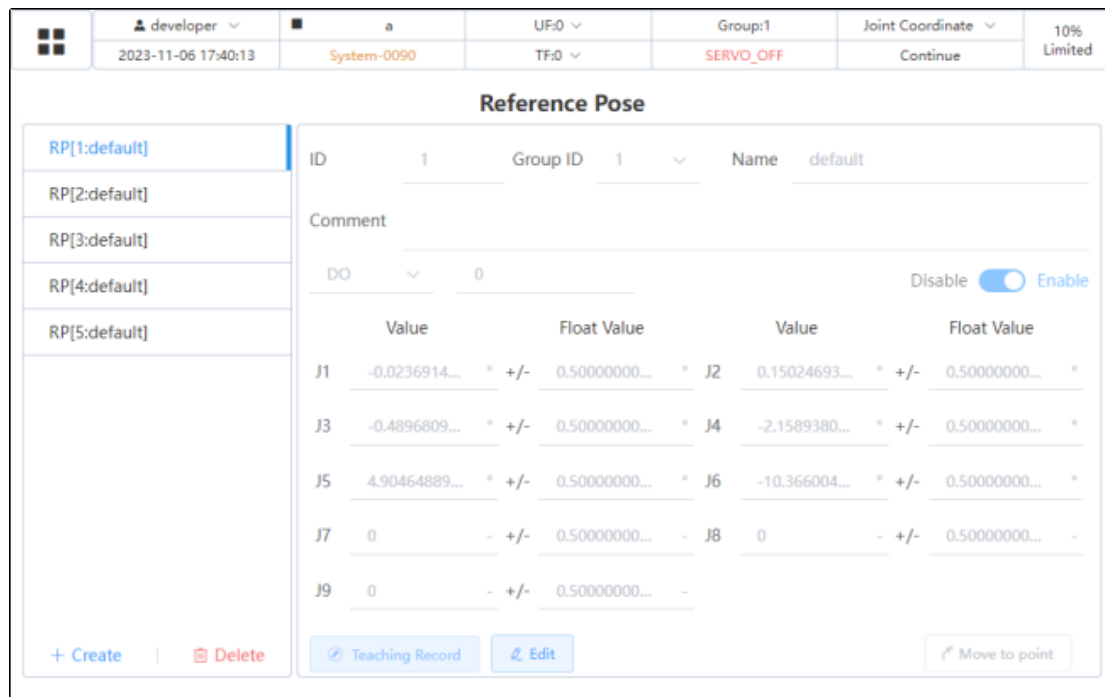 developer a UF:0 Group:1 Joint Coordinate 10%
2023-11-06 17:40:13 System-0090 TF:0 SERVO_OFF Continue Limited
Reference Pose
RP[1:default]
RP[2:default]
RP[3:default]
RP[4:default]
RP[5:default]
+ Create Delete
ID 1 Group ID 1 Name default
Comment
DO 0 Disable Enable
Value Float Value Value Float Value
J1 -0.0236914... ° +/- 0.50000000... ° J2 0.15024693... ° +/- 0.50000000... °
J3 -0.4896809... ° +/- 0.50000000... ° J4 -2.1589380... ° +/- 0.50000000... °
J5 4.90464889... ° +/- 0.50000000... ° J6 -10.366004... ° +/- 0.50000000... °
J7 0 - +/- 0.50000000... - J8 0 - +/- 0.50000000... -
J9 0 - +/- 0.50000000... -
Teaching Record Edit Move to point